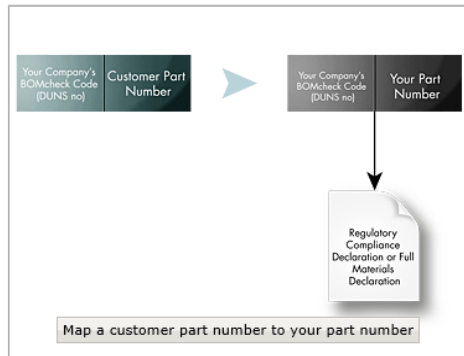 Your Company's
BOMcheck Code
(DUNS no)
Customer Part
Number
Your Company's
BOMcheck Code
(DUNS no)
Your Part
Number
Regulatory
Compliance
Declaration or Full
Materials
Declaration
Map a customer part number to your part number